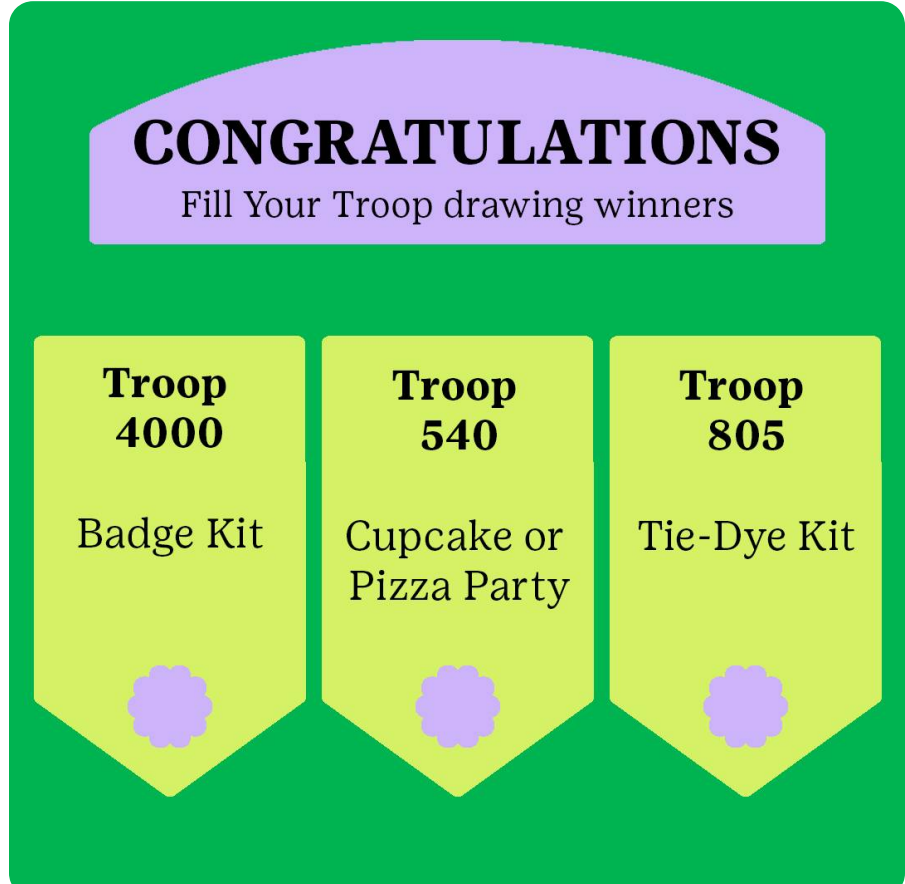 CONGRATULATIONS
Fill Your Troop drawing winners
Troop
4000
Badge Kit
Troop
540
Cupcake or
Pizza Party
Troop
805
Tie-Dye Kit